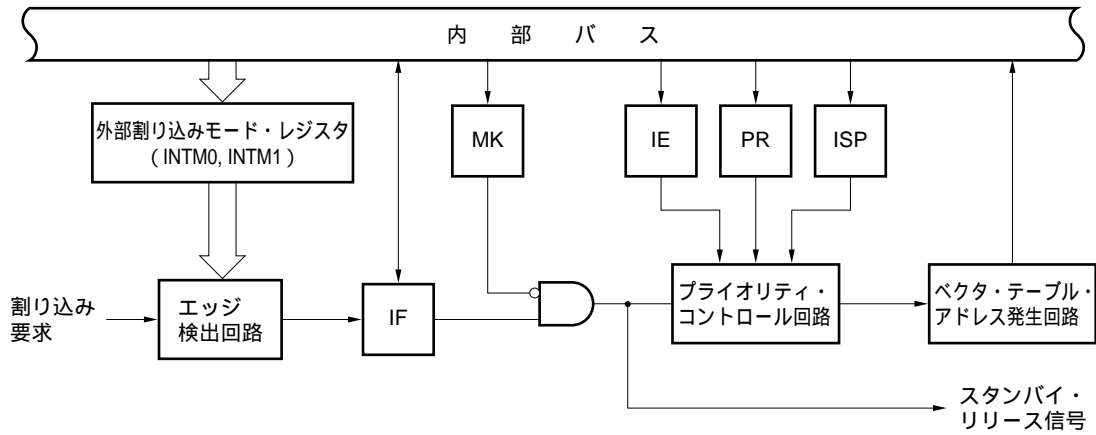 内 部 バ ス
外部割り込みモード・レジスタ
（INTM0, INTM1）
MK
IE
PR
ISP
割り込み
要求
エッジ
検出回路
IF
プライオリティ・
コントロール回路
ベクタ・テーブル・
アドレス発生回路
スタンバイ・
リリース信号